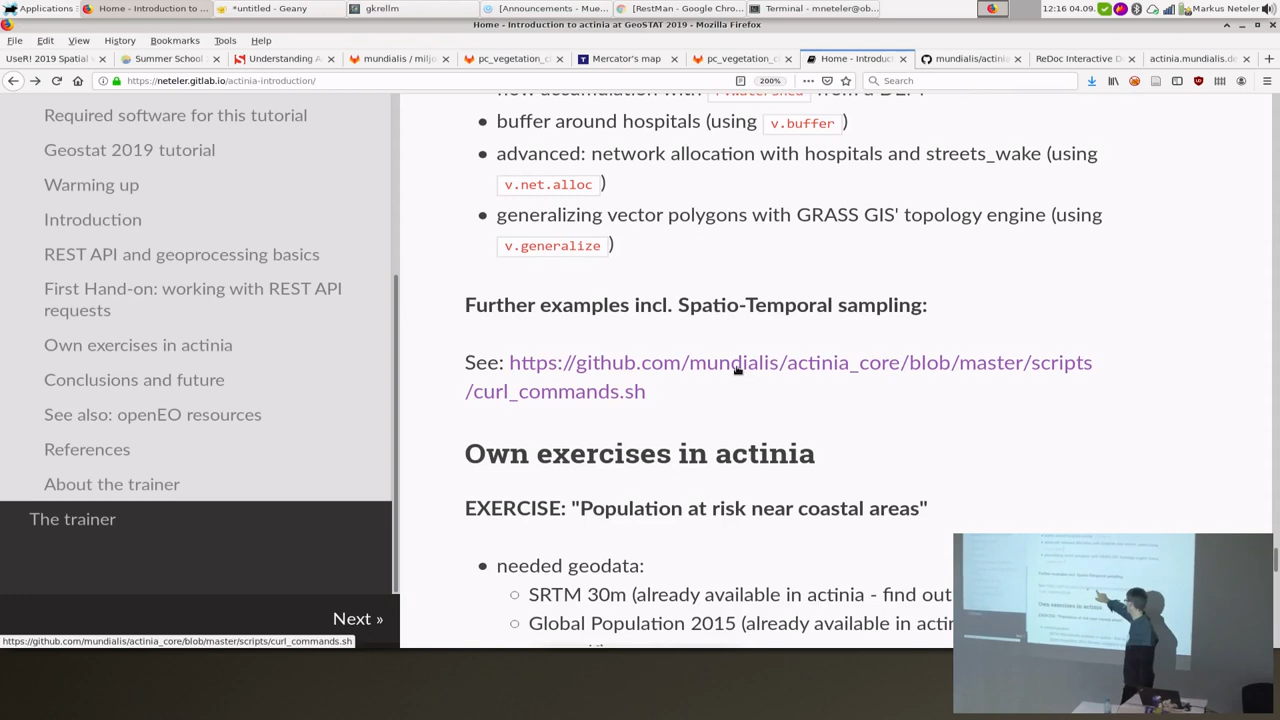 Applications
Home - Introduction to ...
*untitled - Geany
gkrellm
[Announcements - Mue...
[RestMan - Google Chro...
Terminal - mneteler@ob...
12:16 04.09.
Markus Neteler
Home - Introduction to actinia at GeoSTAT 2019 - Mozilla Firefox
File Edit View History Bookmarks Tools Help
UseR! 2019 Spatial
Summer School
Understanding
mundialis / milj
pc_vegetation_c
Mercator's map
pc_vegetation_c
Home - Introduc
mundialis/actini
ReDoc Interactiv
actinia.mundialis.de
https://neteler.gitlab.io/actinia-introduction/
200%
Search
Required software for this tutorial
Geostat 2019 tutorial
Warming up
Introduction
REST API and geoprocessing basics
First Hand-on: working with REST API
requests
Own exercises in actinia
Conclusions and future
See also: openEO resources
References
About the trainer
The trainer
Next »
buffer around hospitals (using v.buffer )
advanced: network allocation with hospitals and streets_wake (using
v.net.alloc )
generalizing vector polygons with GRASS GIS' topology engine (using
v.generalize )
Further examples incl. Spatio-Temporal sampling:
See: https://github.com/mundialis/actinia_core/blob/master/scripts
/curl_commands.sh
Own exercises in actinia
EXERCISE: "Population at risk near coastal areas"
needed geodata:
SRTM 30m (already available in actinia - find out
Global Population 2015 (already available in actin
https://github.com/mundialis/actinia_core/blob/master/scripts/curl_commands.sh